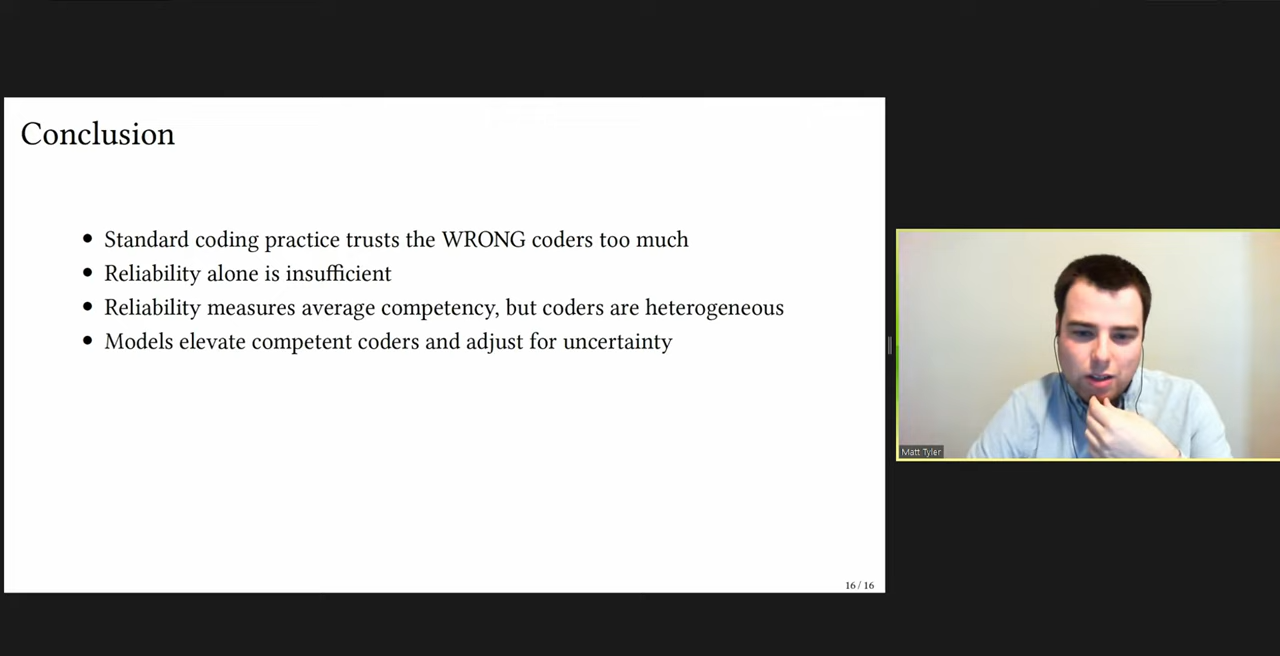 Conclusion
• Standard coding practice trusts the WRONG coders too much
• Reliability alone is insufficient
• Reliability measures average competency, but coders are heterogeneous
• Models elevate competent coders and adjust for uncertainty
Matt Tyler
16 / 16